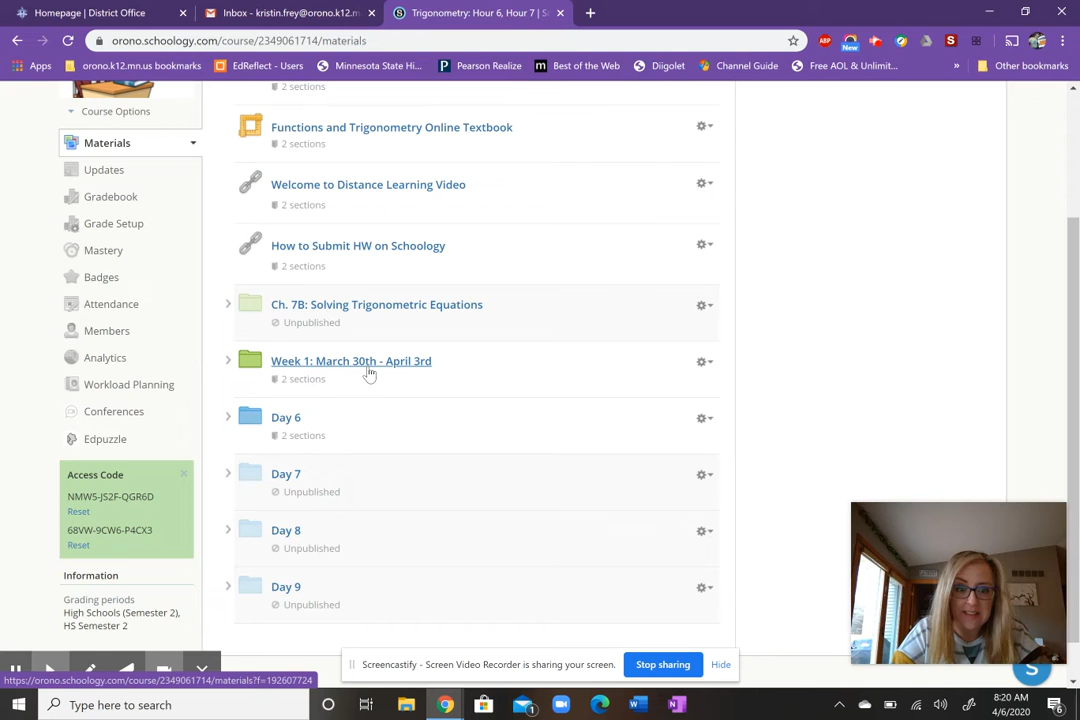 Homepage | District Office
Inbox - kristin.frey@orono.k12.m
Trigonometry: Hour 6, Hour 7 | S
orono.schoology.com/course/2349061714/materials
ABP
New
S
Apps
orono.k12.mn.us bookmarks
EdReflect - Users
Minnesota State Hi...
Pearson Realize
Best of the Web
Diigolet
Channel Guide
Free AOL & Unlimit...
»
Other bookmarks
2 sections
Course Options
Functions and Trigonometry Online Textbook
2 sections
Materials
Updates
Welcome to Distance Learning Video
2 sections
Gradebook
Grade Setup
Mastery
How to Submit HW on Schoology
2 sections
Badges
Attendance
Ch. 7B: Solving Trigonometric Equations
Unpublished
Members
Analytics
Week 1: March 30th - April 3rd
2 sections
Workload Planning
Conferences
Day 6
2 sections
Edpuzzle
Access Code
NMW5-JS2F-QGR6D
Reset
68VW-9CW6-P4CX3
Reset
Day 7
Unpublished
Day 8
Unpublished
Information
Grading periods
High Schools (Semester 2),
HS Semester 2
Day 9
Unpublished
Screencastify - Screen Video Recorder is sharing your screen.
Stop sharing
Hide
S
https://orono.schoology.com/course/2349061714/materials?f=192607724
Type here to search
1
8:20 AM
4/6/2020
6